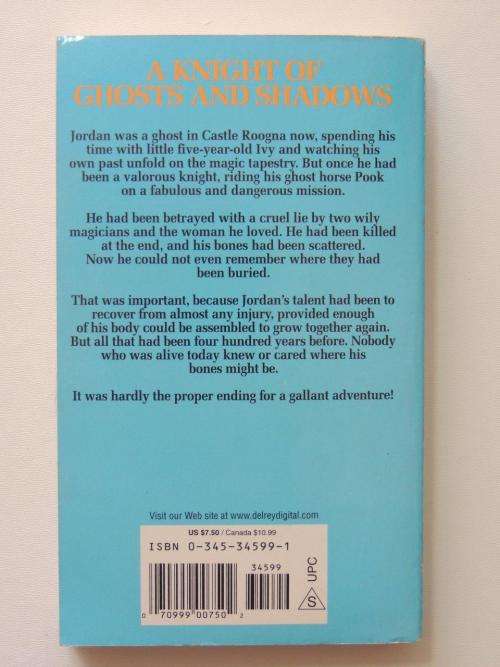 A KNIGHT OF
GHOSTS AND SHADOWS
Jordan was a ghost in Castle Roogna now, spending his
time with little five-year-old Ivy and watching his
own past unfold on the magic tapestry. But once he had
been a valorous knight, riding his ghost horse Pook
on a fabulous and dangerous mission.
He had been betrayed with a cruel lie by two wily
magicians and the woman he loved. He had been killed
at the end, and his bones had been scattered.
Now he could not even remember where they had
been buried.
That was important, because Jordan's talent had been to
recover from almost any injury, provided enough
of his body could be assembled to grow together again.
But all that had been four hundred years before. Nobody
who was alive today knew or cared where his
bones might be.
It was hardly the proper ending for a gallant adventure!
Visit our Web site at www.delreydigital.com
US $7.50 / Canada $10.99
ISBN 0-345-34599-1
34599
UPC
S
0 70999 00750 2